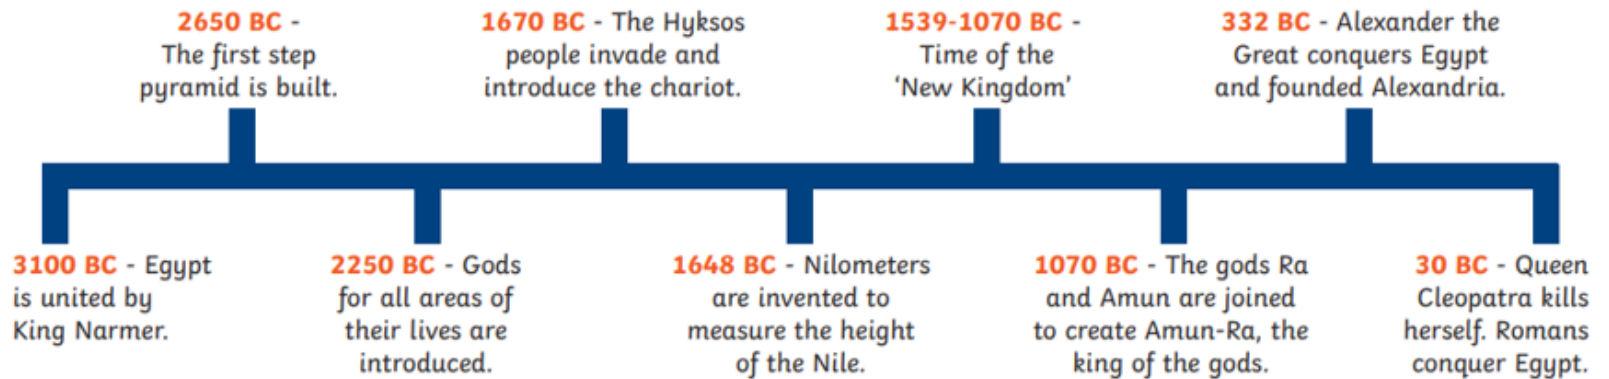 2650 BC -
The first step
pyramid is built.
1670 BC - The Hyksos
people invade and
introduce the chariot.
1539-1070 BC -
Time of the
‘New Kingdom’
332 BC - Alexander the
Great conquers Egypt
and founded Alexandria.
3100 BC - Egypt
is united by
King Narmer.
2250 BC - Gods
for all areas of
their lives are
introduced.
1648 BC - Nilometers
are invented to
measure the height
of the Nile.
1070 BC - The gods Ra
and Amun are joined
to create Amun-Ra, the
king of the gods.
30 BC - Queen
Cleopatra kills
herself. Romans
conquer Egypt.